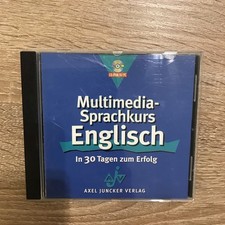 Multimedia-
Sprachkurs
Englisch
In 30 Tagen zum Erfolg
AXEL JUNCKER VERLAG